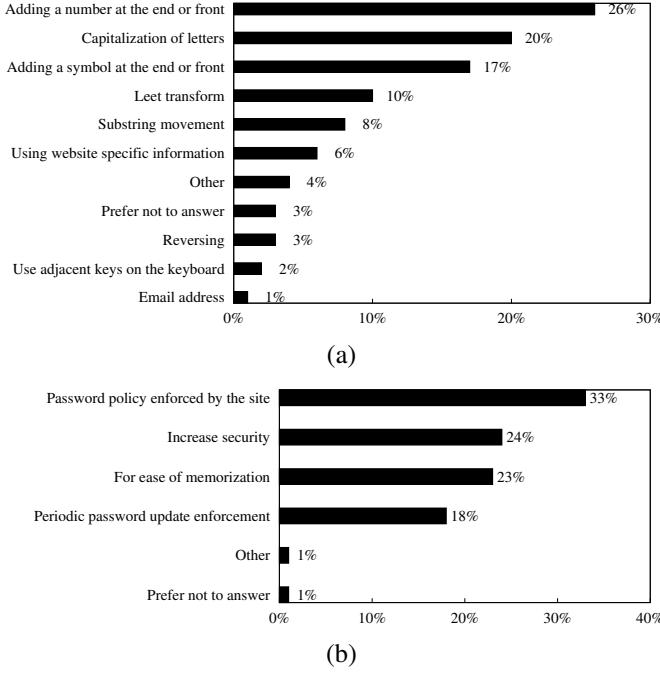 Adding a number at the end or front 26%
Capitalization of letters 20%
Adding a symbol at the end or front 17%
Leet transform 10%
Substring movement 8%
Using website specific information 6%
Other 4%
Prefer not to answer 3%
Reversing 3%
Use adjacent keys on the keyboard 2%
Email address 1%
0% 10% 20% 30%
(a)
Password policy enforced by the site 33%
Increase security 24%
For ease of memorization 23%
Periodic password update enforcement 18%
Other 1%
Prefer not to answer 1%
0% 10% 20% 30% 40%
(b)